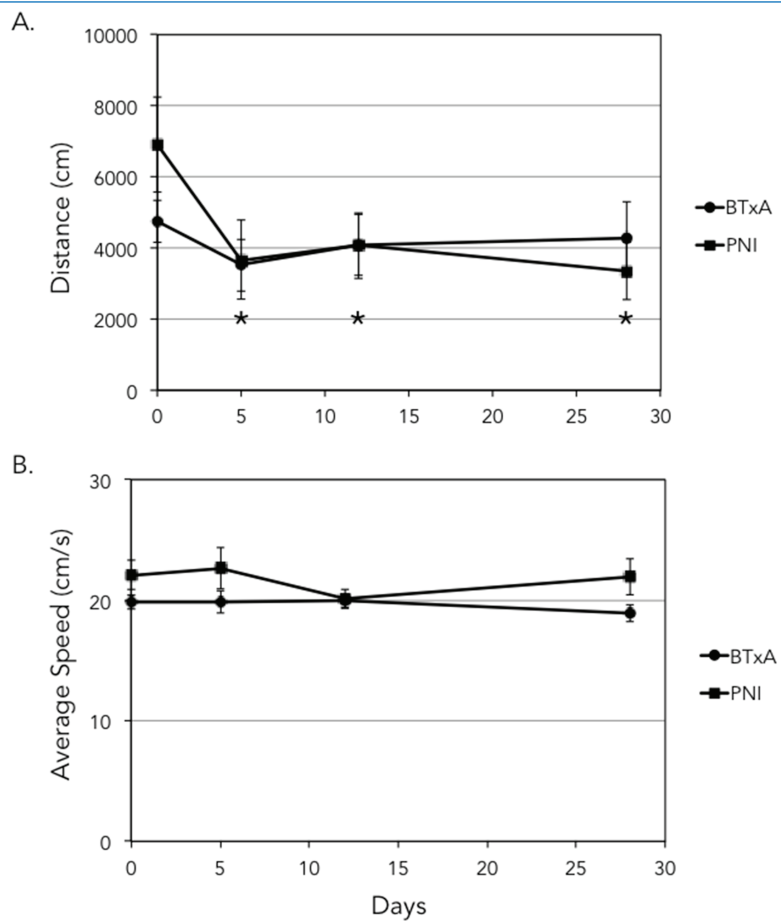 A.
10000
8000
6000
4000
2000
0
Distance (cm)
0 5 10 15 20 25 30
* * *
BTxA
PNI
B.
30
20
10
0
Average Speed (cm/s)
0 5 10 15 20 25 30
Days
BTxA
PNI